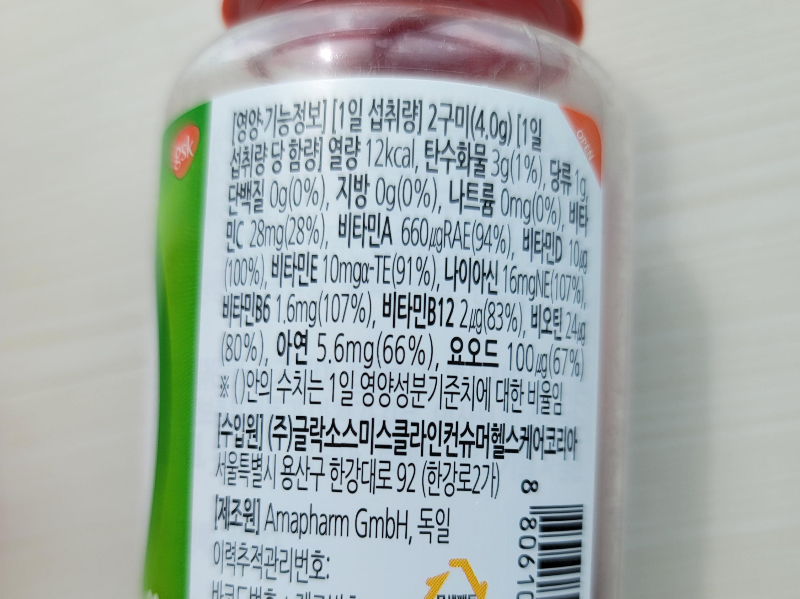 gsk
OPEN
[영양·기능정보] [1일 섭취량] 2구미(4.0g) [1일
섭취량 당 함량] 열량 12kcal, 탄수화물 3g(1%), 당류 1g,
단백질 0g(0%), 지방 0g(0%), 나트륨 0mg(0%), 비타
민C 28mg(28%), 비타민A 660㎍RAE(94%), 비타민D 10㎍
(100%), 비타민E 10mgα-TE(91%), 나이아신 16mgNE(107%),
비타민B6 1.6mg(107%), 비타민B12 2㎍(83%), 비오틴 24㎍
(80%), 아연 5.6mg(66%), 요오드 100㎍(67%)
※ ( )안의 수치는 1일 영양성분기준치에 대한 비율임
[수입원] (주)글락소스미스클라인컨슈머헬스케어코리아
서울특별시 용산구 한강대로 92 (한강로2가)
[제조원] Amapharm GmbH, 독일
이력추적관리번호:
8 80610